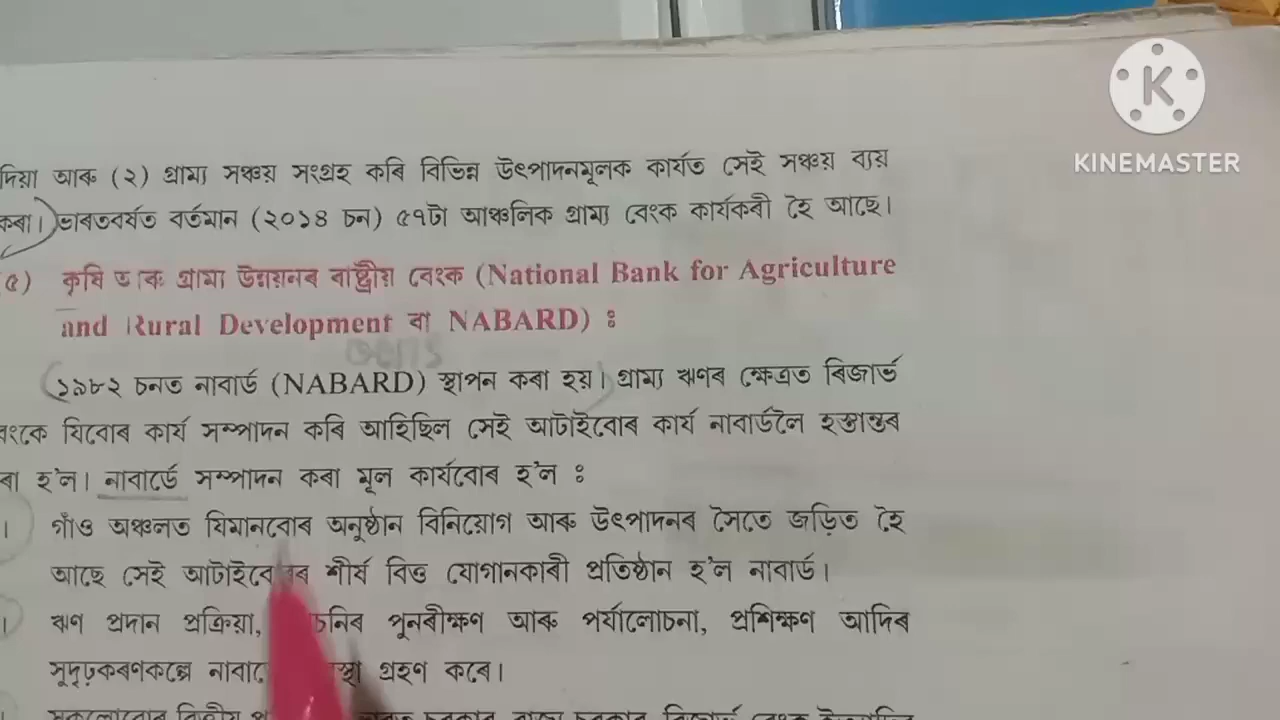 দিয়া আৰু (২) গ্ৰাম্য সঞ্চয় সংগ্ৰহ কৰি বিভিন্ন উৎপাদনমূলক কাৰ্যত সেই সঞ্চয় ব্যয়
কৰা। ভাৰতবৰ্ষত বৰ্তমান (২০১৪ চন) ৫৭টা আঞ্চলিক গ্ৰাম্য বেংক কাৰ্যকৰী হৈ আছে।
৫) কৃষি আৰু গ্ৰাম্য উন্নয়নৰ ৰাষ্ট্ৰীয় বেংক (National Bank for Agriculture
and Rural Development বা NABARD) :
১৯৮২ চনত নাবাৰ্ড (NABARD) স্থাপন কৰা হয়। গ্ৰাম্য ঋণৰ ক্ষেত্ৰত ৰিজাৰ্ভ
বেংকে যিবোৰ কাৰ্য সম্পাদন কৰি আহিছিল সেই আটাইবোৰ কাৰ্য নাবাৰ্ডলৈ হস্তান্তৰ
ৰা হ'ল। নাবাৰ্ডে সম্পাদন কৰা মূল কাৰ্যবোৰ হ'ল :
। গাঁও অঞ্চলত যিমানবোৰ অনুষ্ঠান বিনিয়োগ আৰু উৎপাদনৰ সৈতে জড়িত হৈ
আছে সেই আটাইবোৰৰ শীৰ্ষ বিত্ত যোগানকাৰী প্ৰতিষ্ঠান হ'ল নাবাৰ্ড।
। ঋণ প্ৰদান প্ৰক্ৰিয়া, পুনৰীক্ষণ আৰু পৰ্যালোচনা, প্ৰশিক্ষণ আদিৰ
সুদৃঢ়কৰণকল্পে গ্ৰহণ কৰে।
KINEMASTER